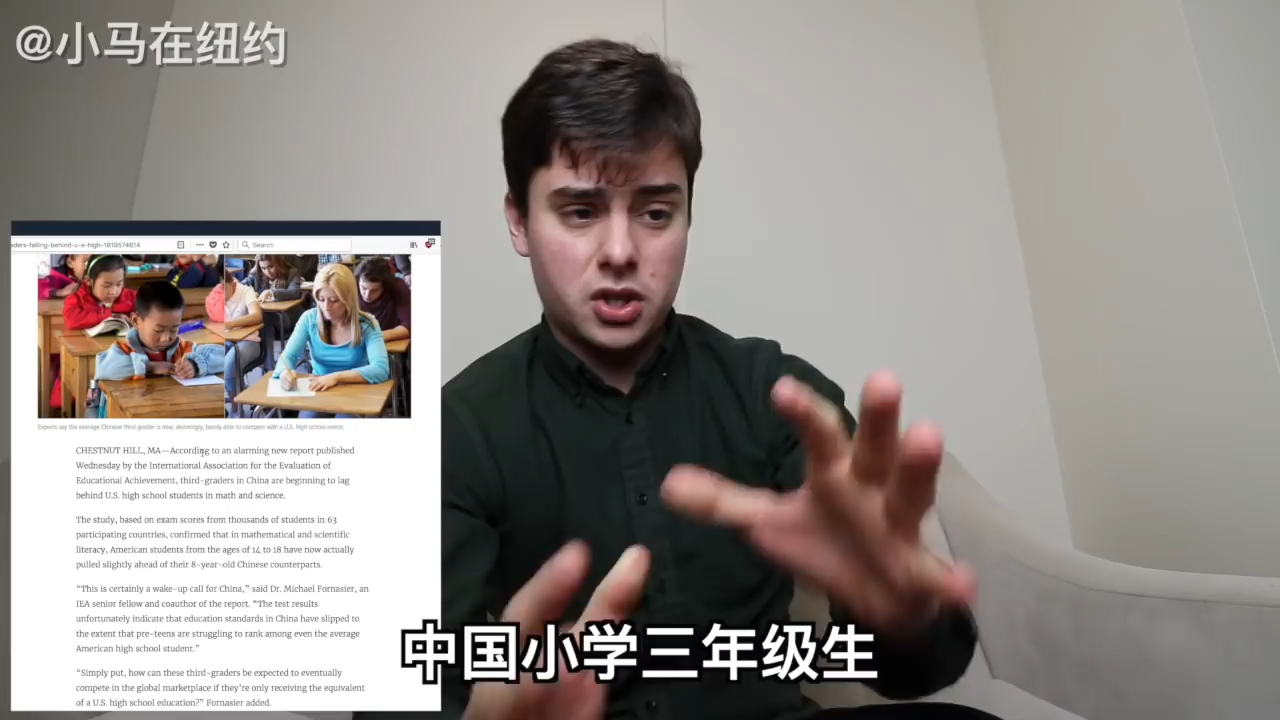 @小马在纽约
ders-falling-behind-u-s-high-1819574614
Search
Experts say the average Chinese third-grader is now, alarmingly, barely able to compete with a U.S. high school senior.
CHESTNUT HILL, MA—According to an alarming new report published
Wednesday by the International Association for the Evaluation of
Educational Achievement, third-graders in China are beginning to lag
behind U.S. high school students in math and science.
The study, based on exam scores from thousands of students in 63
participating countries, confirmed that in mathematical and scientific
literacy, American students from the ages of 14 to 18 have now actually
pulled slightly ahead of their 8-year-old Chinese counterparts.
“This is certainly a wake-up call for China,” said Dr. Michael Fornasier, an
IEA senior fellow and coauthor of the report. “The test results
unfortunately indicate that education standards in China have slipped to
the extent that pre-teens are struggling to rank among even the average
American high school student.”
“Simply put, how can these third-graders be expected to eventually
compete in the global marketplace if they're only receiving the equivalent
of a U.S. high school education?” Fornasier added.
中国小学三年级生